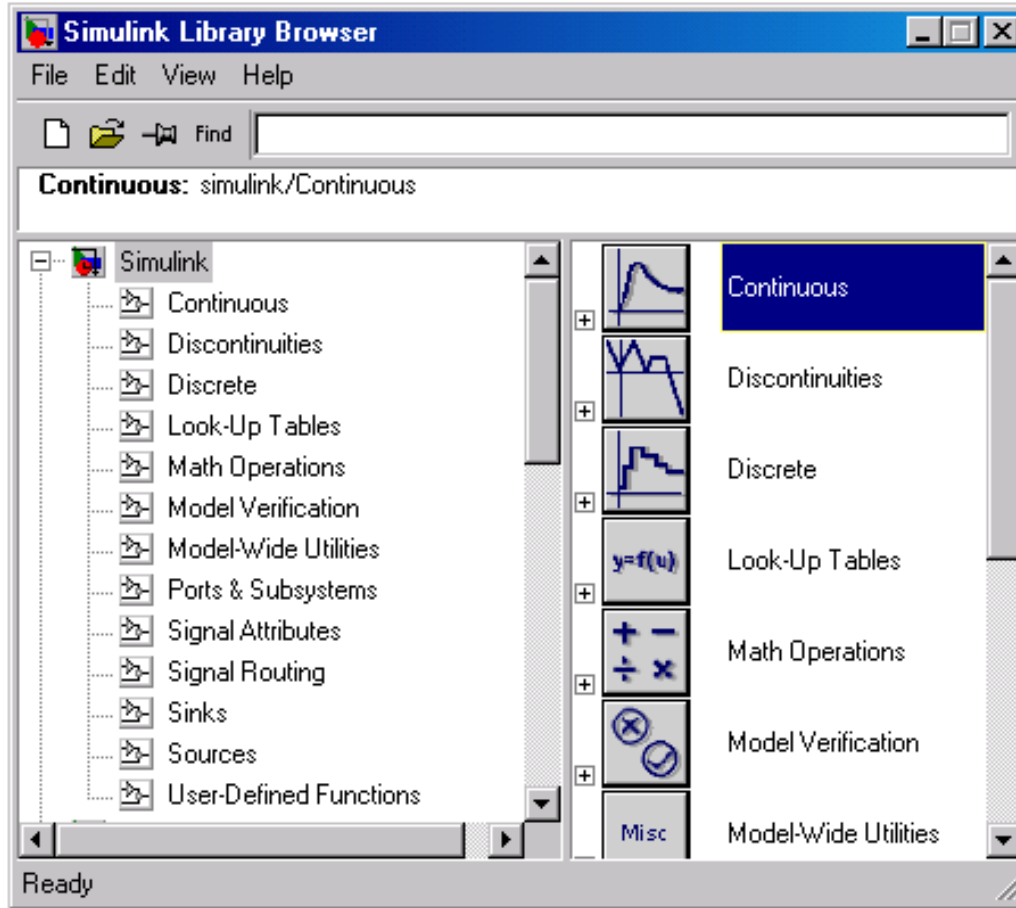 Simulink Library Browser
File Edit View Help
Find
Continuous: simulink/Continuous
Simulink
Continuous
Discontinuities
Discrete
Look-Up Tables
Math Operations
Model Verification
Model-Wide Utilities
Ports & Subsystems
Signal Attributes
Signal Routing
Sinks
Sources
User-Defined Functions
Continuous
Discontinuities
Discrete
y=f(u) Look-Up Tables
+ − ÷ × Math Operations
Model Verification
Misc Model-Wide Utilities
Ready